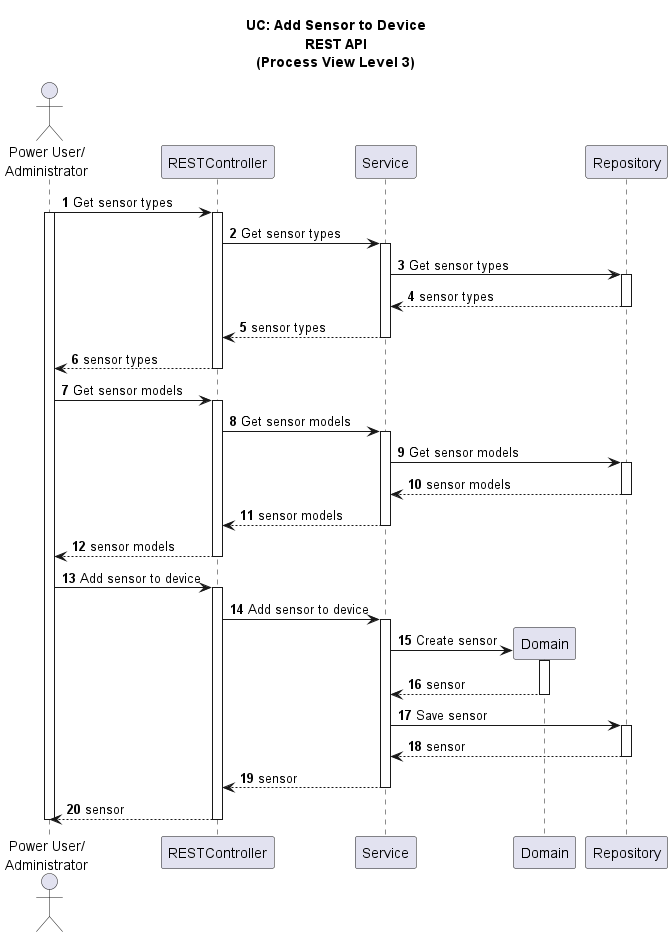 UC: Add Sensor to Device
REST API
(Process View Level 3)
Power User/
Administrator
RESTController
Service
Repository
1 Get sensor types
2 Get sensor types
3 Get sensor types
4 sensor types
5 sensor types
6 sensor types
7 Get sensor models
8 Get sensor models
9 Get sensor models
10 sensor models
11 sensor models
12 sensor models
13 Add sensor to device
14 Add sensor to device
15 Create sensor
Domain
16 sensor
17 Save sensor
18 sensor
19 sensor
20 sensor
Power User/
Administrator
RESTController
Service
Domain
Repository